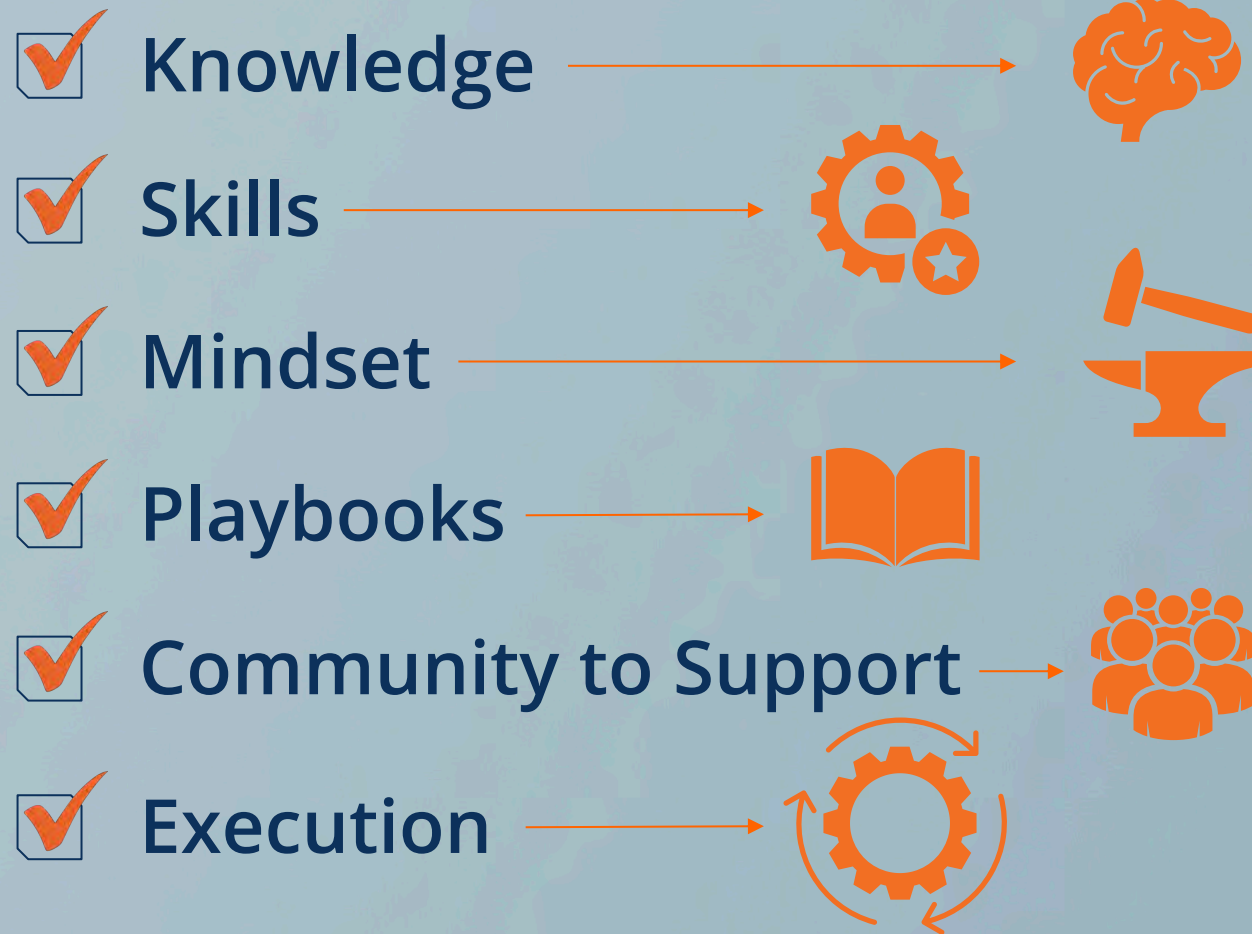 Knowledge
Skills
Mindset
Playbooks
Community to Support
Execution